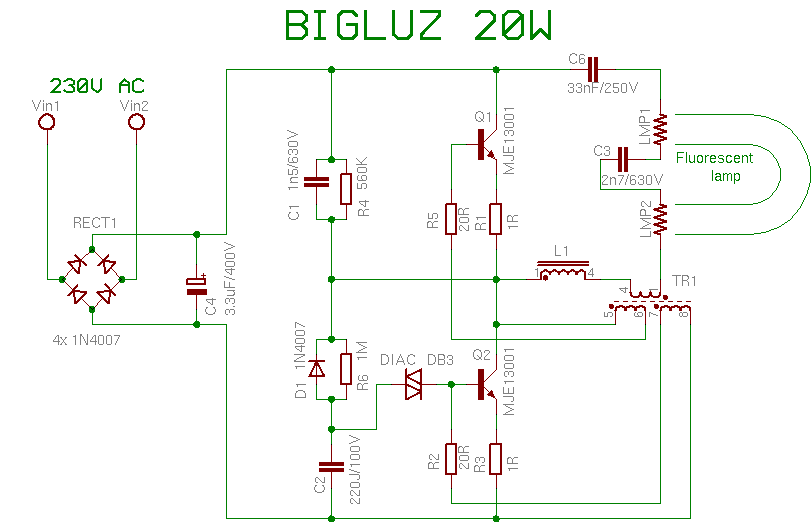 BIGLUZ 20W
230V AC
Vin1
Vin2
RECT1
4x 1N4007
C4
3.3uF/400V
+
C1
1n5/630V
R4
560K
D1
1N4007
R6
1M
C2
220J/100V
DIAC DB3
Q1
MJE13001
R5
20R
R1
1R
Q2
MJE13001
R2
20R
R3
1R
L1
1
4
TR1
4
1
5
6
7
8
C6
33nF/250V
LMP1
C3
2n7/630V
LMP2
Fluorescent
lamp